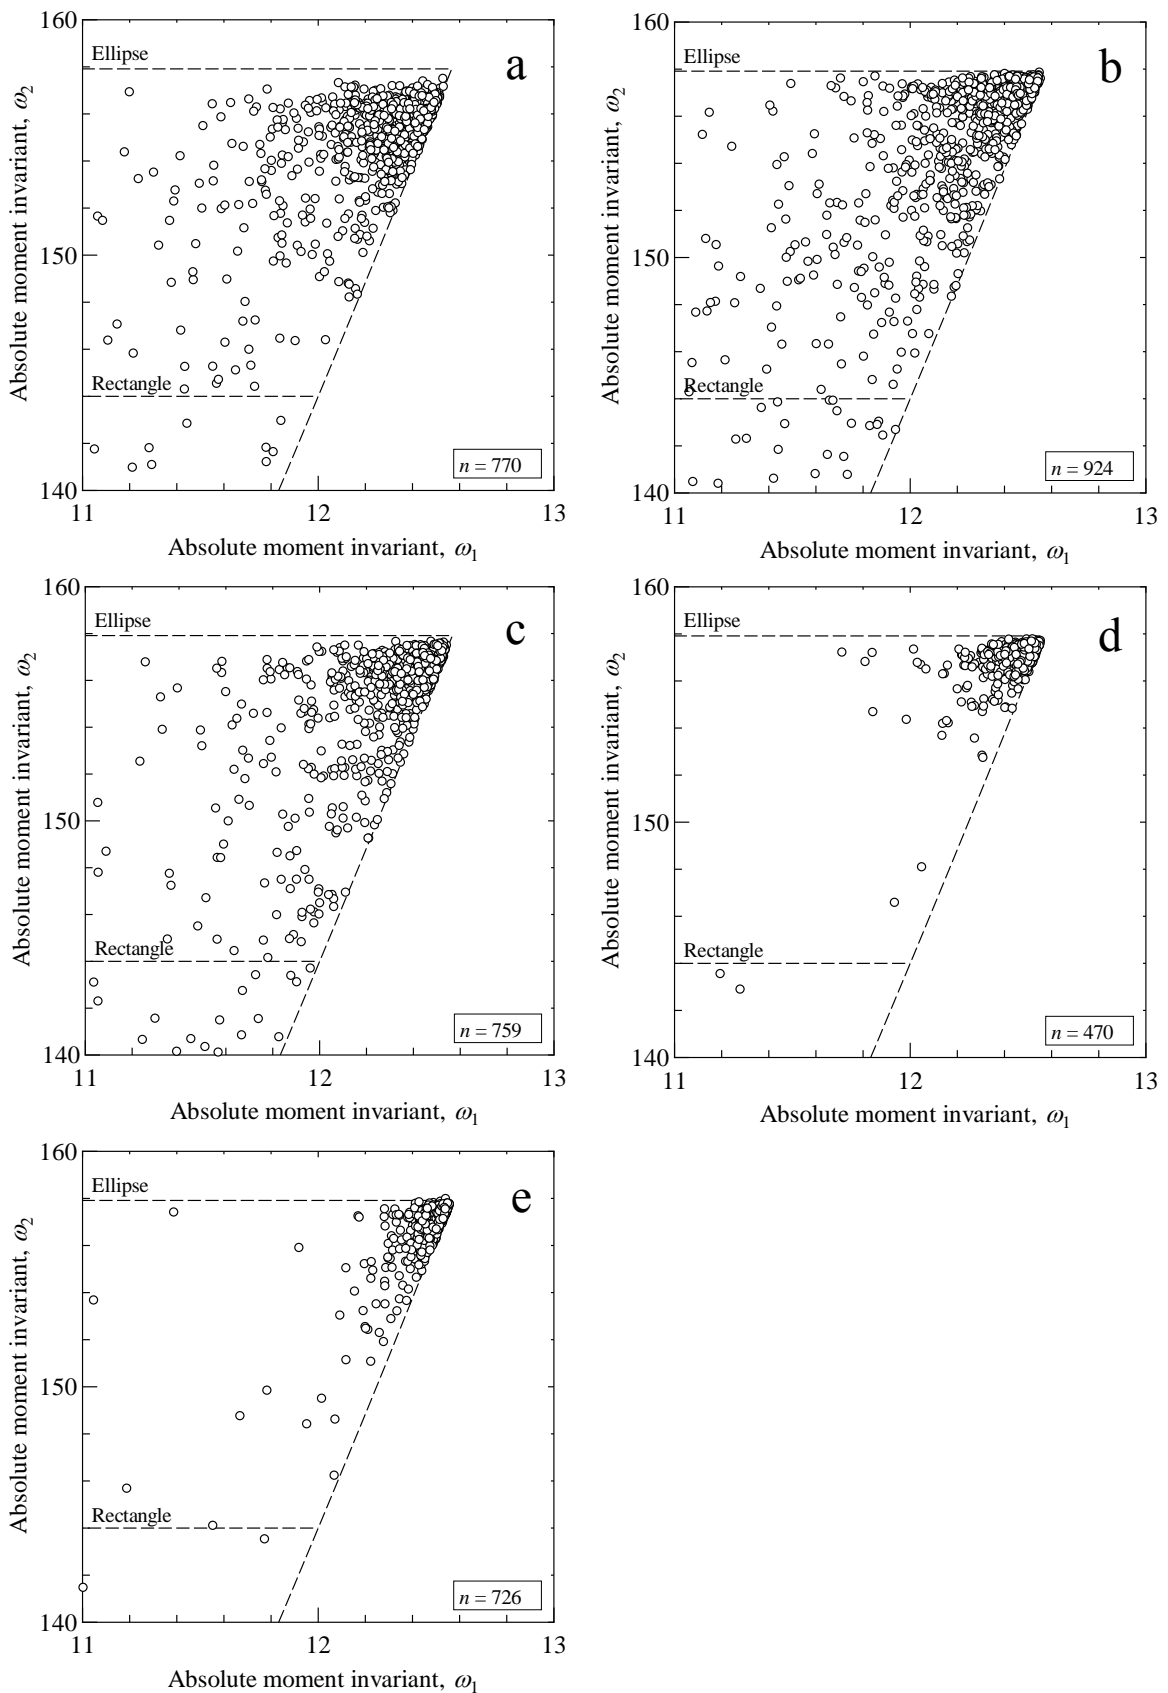 160
Ellipse
a
Absolute moment invariant, ω2
150
Rectangle
n = 770
140
11
12
13
Absolute moment invariant, ω1
160
Ellipse
b
Absolute moment invariant, ω2
150
Rectangle
n = 924
140
11
12
13
Absolute moment invariant, ω1
160
Ellipse
c
Absolute moment invariant, ω2
150
Rectangle
n = 759
140
11
12
13
Absolute moment invariant, ω1
160
Ellipse
d
Absolute moment invariant, ω2
150
Rectangle
n = 470
140
11
12
13
Absolute moment invariant, ω1
160
Ellipse
e
Absolute moment invariant, ω2
150
Rectangle
n = 726
140
11
12
13
Absolute moment invariant, ω1